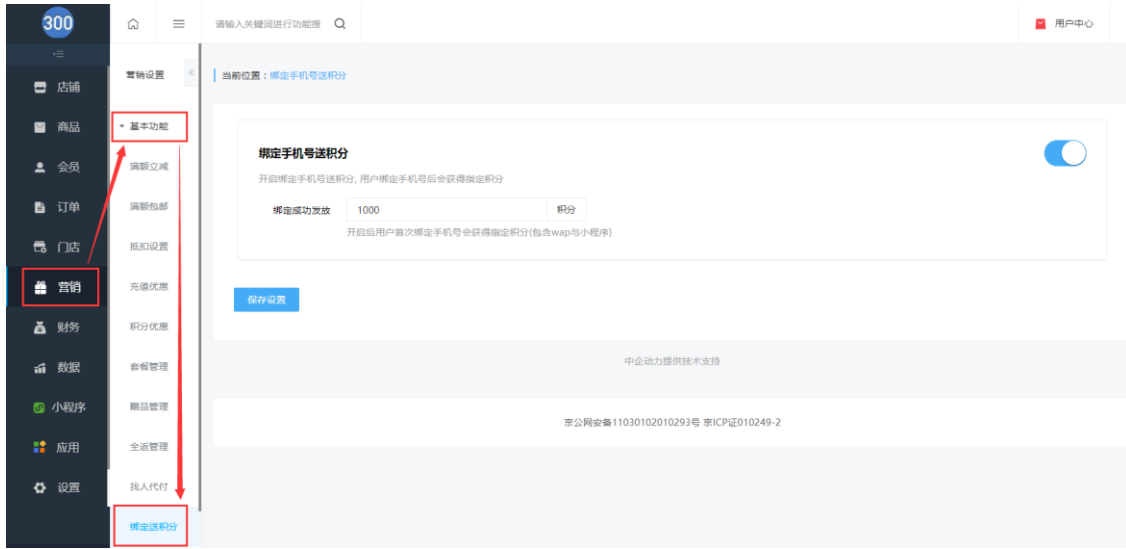 300
请输入关键词进行功能搜
用户中心
店铺
商品
会员
订单
门店
营销
财务
数据
小程序
应用
设置
营销设置
基本功能
满额立减
满额包邮
抵扣设置
充值优惠
积分优惠
套餐管理
赠品管理
全返管理
找人代付
绑定送积分
当前位置：绑定手机号送积分
绑定手机号送积分
开启绑定手机号送积分, 用户绑定手机号后会获得指定积分
绑定成功发放 1000 积分
开启后用户首次绑定手机号会获得指定积分(包含wap与小程序)
保存设置
中企动力提供技术支持
京公网安备11030102010293号 京ICP证010249-2